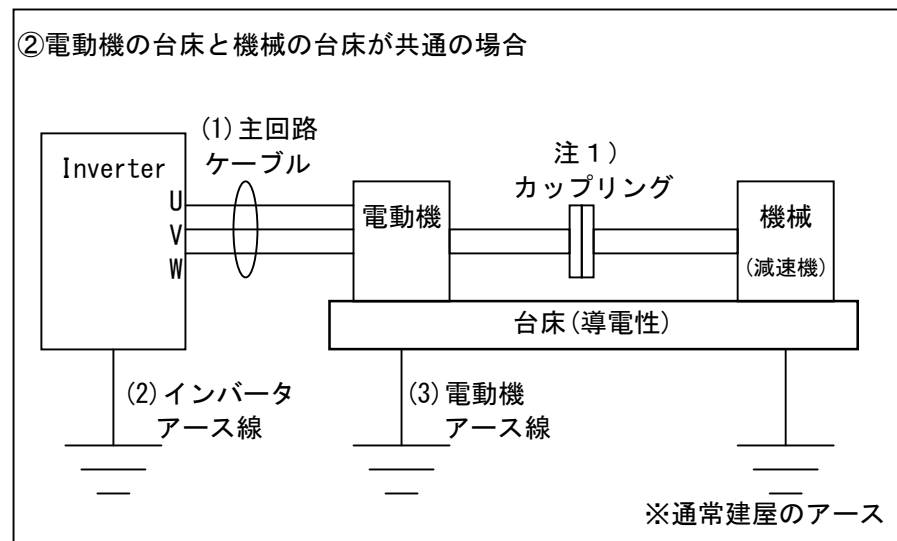 ②電動機の台床と機械の台床が共通の場合
(1)主回路
ケーブル
Inverter
U
V
W
電動機
注１）
カップリング
機械
(減速機)
台床(導電性)
(2)インバータ
アース線
(3)電動機
アース線
※通常建屋のアース